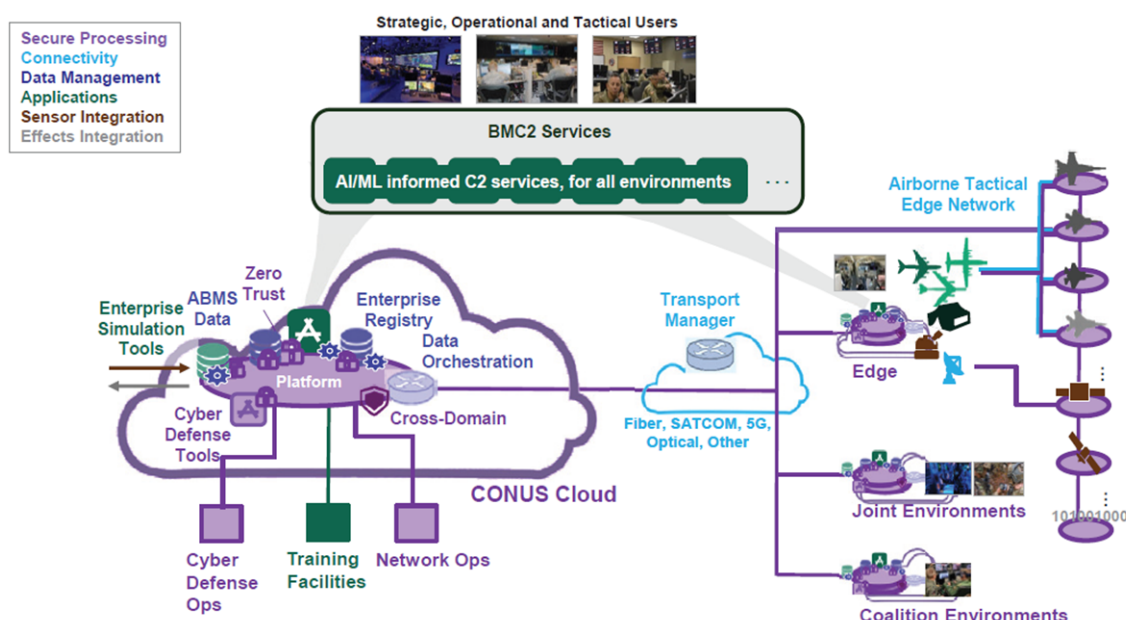 Strategic, Operational and Tactical Users
Secure Processing
Connectivity
Data Management
Applications
Sensor Integration
Effects Integration
BMC2 Services
AI/ML informed C2 services, for all environments
...
Airborne Tactical
Edge Network
Zero
Trust
ABMS
Data
Enterprise
Simulation
Tools
Enterprise
Registry
Data
Orchestration
Platform
Cross-Domain
Cyber
Defense
Tools
CONUS Cloud
Transport
Manager
Fiber, SATCOM, 5G,
Optical, Other
Edge
Joint Environments
Coalition Environments
...
...
101001000
Cyber
Defense
Ops
Training
Facilities
Network Ops